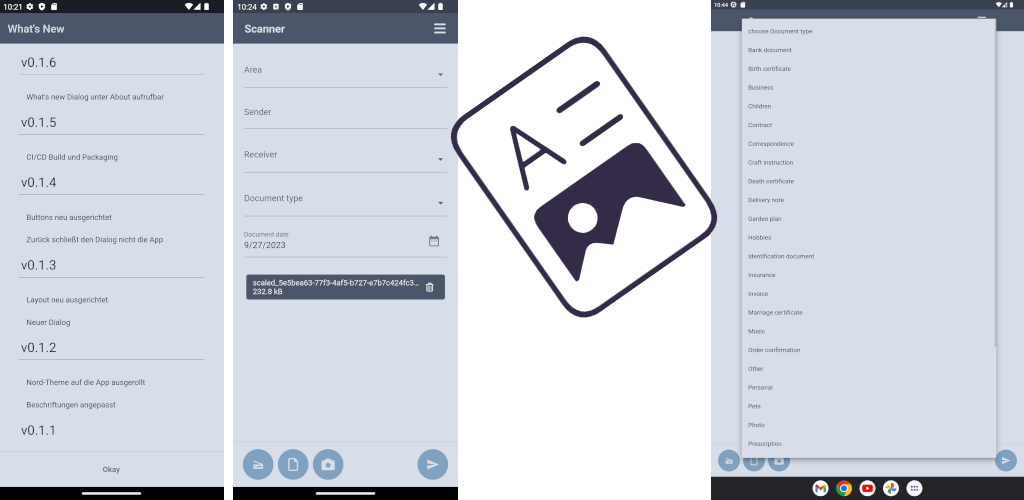 10:21
What's New
v0.1.6
What's new Dialog unter About aufrufbar
v0.1.5
CI/CD Build und Packaging
v0.1.4
Buttons neu ausgerichtet
Zurück schließt den Dialog nicht die App
v0.1.3
Layout neu ausgerichtet
Neuer Dialog
v0.1.2
Nord-Theme auf die App ausgerollt
Beschriftungen angepasst
v0.1.1
Okay
10:24
Scanner
Area
Sender
Receiver
Document type
Document date
9/27/2023
scaled_5e5bea63-77f3-4af5-b727-e7b7c424fc3...
232.8 kB
A
10:44
choose Document type
Bank document
Birth certificate
Business
Children
Contract
Correspondence
Craft instruction
Death certificate
Delivery note
Garden plan
Hobbies
Identification document
Insurance
Invoice
Marriage certificate
Music
Order confirmation
Other
Personal
Pets
Photo
Prescription